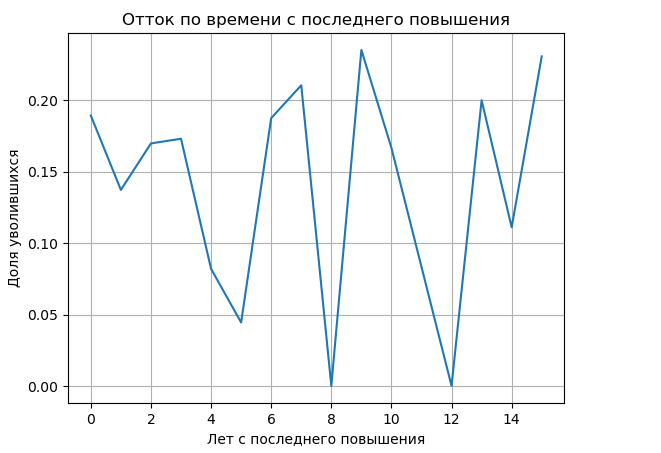 Отток по времени с последнего повышения
Доля уволившихся
0.20
0.15
0.10
0.05
0.00
0 2 4 6 8 10 12 14
Лет с последнего повышения